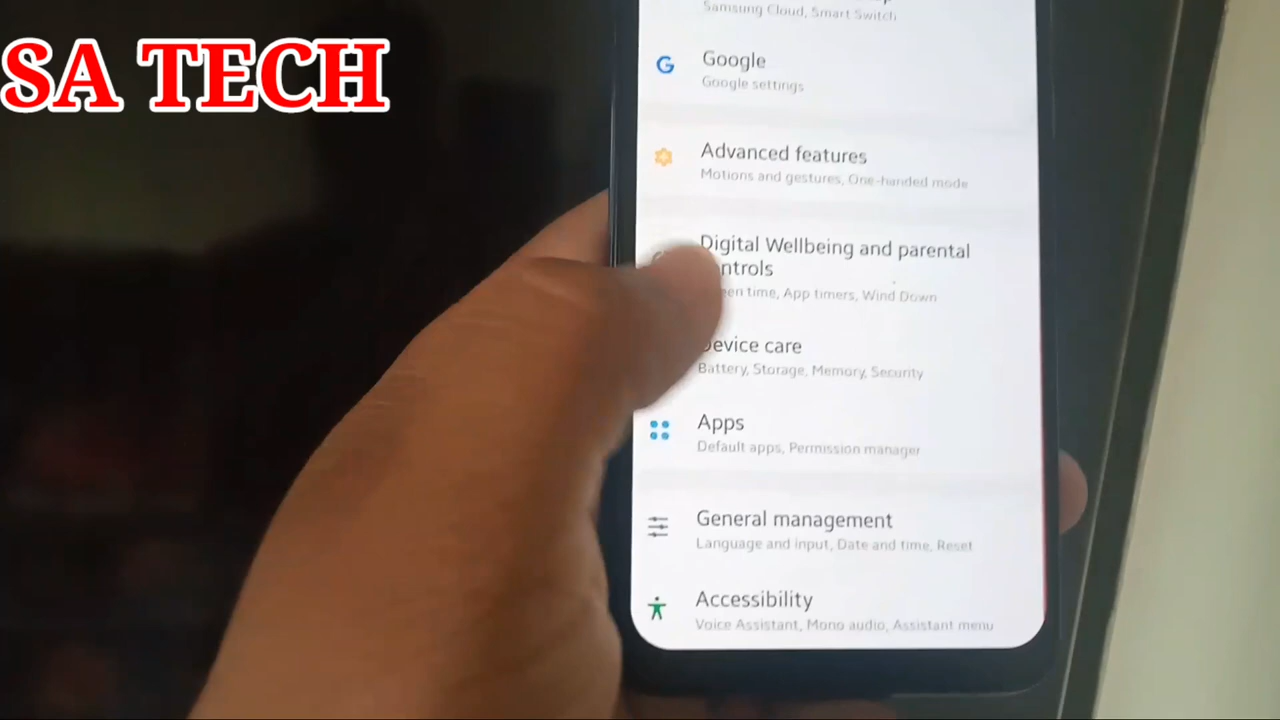 SA TECH
Samsung Cloud, Smart Switch
Google
Google settings
Advanced features
Motions and gestures, One-handed mode
Digital Wellbeing and parental
ntrols
een time, App timers, Wind Down
Device care
Battery, Storage, Memory, Security
Apps
Default apps, Permission manager
General management
Language and input, Date and time, Reset
Accessibility
Voice Assistant, Mono audio, Assistant menu